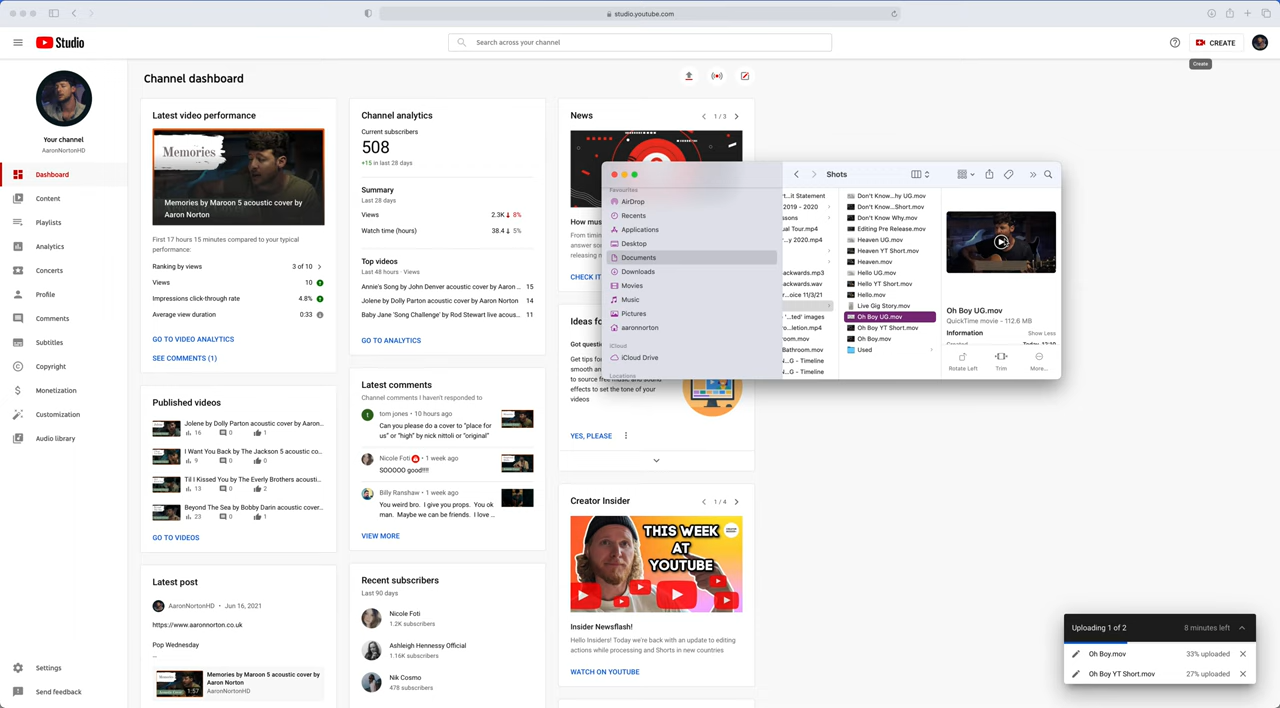 studio.youtube.com
Studio
Search across your channel
CREATE
Create
Your channel
AaronNortonHD
Dashboard
Content
Playlists
Analytics
Concerts
Profile
Comments
Subtitles
Copyright
Monetization
Customization
Audio library
Settings
Send feedback
Channel dashboard
Latest video performance
Memories
Memories by Maroon 5 acoustic cover by
Aaron Norton
First 17 hours 15 minutes compared to your typical
performance:
Ranking by views
3 of 10
Views
10
Impressions click-through rate
4.8%
Average view duration
0:33
GO TO VIDEO ANALYTICS
SEE COMMENTS (1)
Published videos
Jolene by Dolly Parton acoustic cover by Aaron...
16 0 1
I Want You Back by The Jackson 5 acoustic co...
9 0 0
Til I Kissed You by the Everly Brothers acousti...
13 0 2
Beyond The Sea by Bobby Darin acoustic cover...
23 0 1
GO TO VIDEOS
Latest post
AaronNortonHD • Jun 16, 2021
https://www.aaronnorton.co.uk
Pop Wednesday
...
Memories by Maroon 5 acoustic cover by
Aaron Norton
AaronNortonHD
1:57
Channel analytics
Current subscribers
508
+15 in last 28 days
Summary
Last 28 days
Views
2.3K 8%
Watch time (hours)
38.4 5%
Top videos
Last 48 hours · Views
Annie's Song by John Denver acoustic cover by Aaron ... 15
Jolene by Dolly Parton acoustic cover by Aaron Norton 14
Baby Jane 'Song Challenge' by Rod Stewert live acous... 11
GO TO ANALYTICS
Latest comments
Channel comments I haven't responded to
tom jones • 10 hours ago
Can you please do a cover to "place for
us" or "high" by nick nittoli or "original"
Nicole Foti • 1 week ago
SOOOOO good!!!!
Billy Ranshaw • 1 week ago
You weird bro. I give you props. You ok
man. Maybe we can be friends. I love ...
VIEW MORE
Recent subscribers
Last 90 days
Nicole Foti
1.2K subscribers
Ashleigh Hennessy Official
1.16K subscribers
Nik Cosmo
478 subscribers
News
1 / 3
How mus
From timin
answer so
releasing m
CHECK IT
Ideas fo
Got questi
Get tips fo
smooth an
to source free music and sound
effects to set the tone of your
videos
YES, PLEASE
Creator Insider
1 / 4
THIS WEEK
AT
YOUTUBE
Insider Newsflash!
Hello Insiders! Today we're back with an update to editing
actions while processing and Shorts in new countries
WATCH ON YOUTUBE
Favourites
AirDrop
Recents
Applications
Desktop
Documents
Downloads
Movies
Music
Pictures
aaronnorton
iCloud
iCloud Drive
Locations
Shots
...it Statement
2019 - 2020
...ssons
...ual Tour.mp4
...y 2020.mp4
...ackwards.mp3
...ackwards.wav
...oice 11/3/21
...ted' images
...letion.mp4
...room.mov
...Bathroom.mov
...G - Timeline
...G - Timeline
Don't Know...hy UG.mov
Don't Know...Short.mov
Don't Know Why.mov
Editing Pre Release.mov
Heaven UG.mov
Heaven YT Short.mov
Heaven.mov
Hello UG.mov
Hello YT Short.mov
Hello.mov
Live Gig Story.mov
Oh Boy UG.mov
Oh Boy YT Short.mov
Oh Boy.mov
Used
Oh Boy UG.mov
QuickTime movie - 112.6 MB
Information
Show Less
Created
Rotate Left
Trim
More...
Uploading 1 of 2
8 minutes left
Oh Boy.mov
33% uploaded
Oh Boy YT Short.mov
27% uploaded